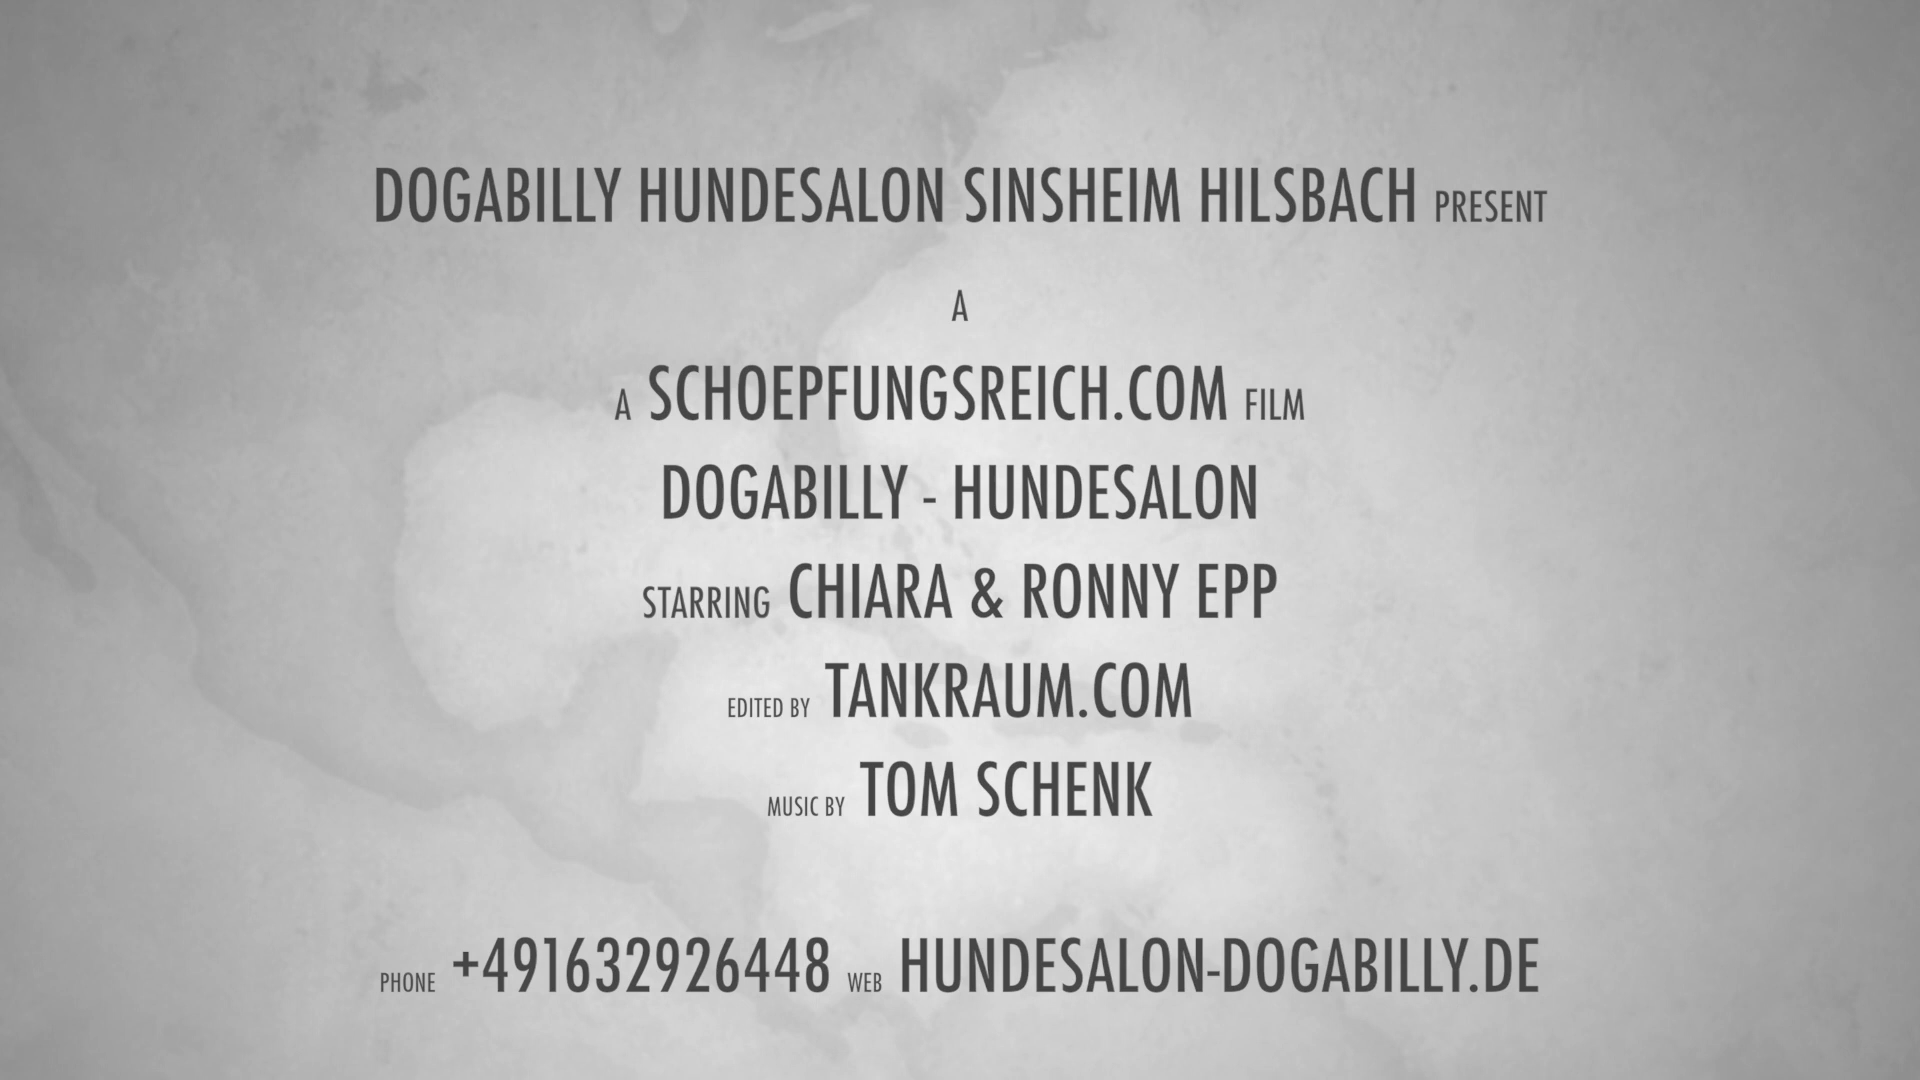 DOGABILLY HUNDESALON SINSHEIM HILSBACH PRESENT
A
A SCHOEPFUNGSREICH.COM FILM
DOGABILLY - HUNDESALON
STARRING CHIARA & RONNY EPP
EDITED BY TANKRAUM.COM
MUSIC BY TOM SCHENK
PHONE +491632926448 WEB HUNDESALON-DOGABILLY.DE